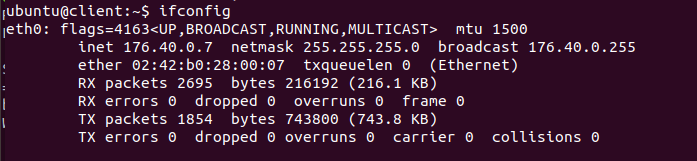 ubuntu@client:~$ ifconfig
eth0: flags=4163<UP,BROADCAST,RUNNING,MULTICAST>  mtu 1500
        inet 176.40.0.7  netmask 255.255.255.0  broadcast 176.40.0.255
        ether 02:42:b0:28:00:07  txqueuelen 0  (Ethernet)
        RX packets 2695  bytes 216192 (216.1 KB)
        RX errors 0  dropped 0  overruns 0  frame 0
        TX packets 1854  bytes 743800 (743.8 KB)
        TX errors 0  dropped 0 overruns 0  carrier 0  collisions 0